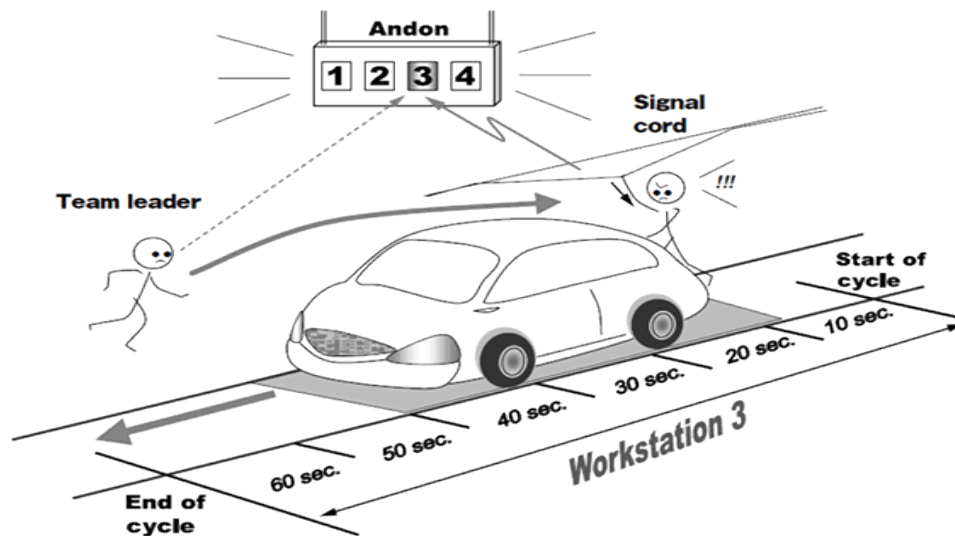 Andon
1 2 3 4
Signal
cord
!!!
Team leader
Start of
cycle
10 sec.
20 sec.
30 sec.
40 sec.
50 sec.
60 sec.
Workstation 3
End of
cycle